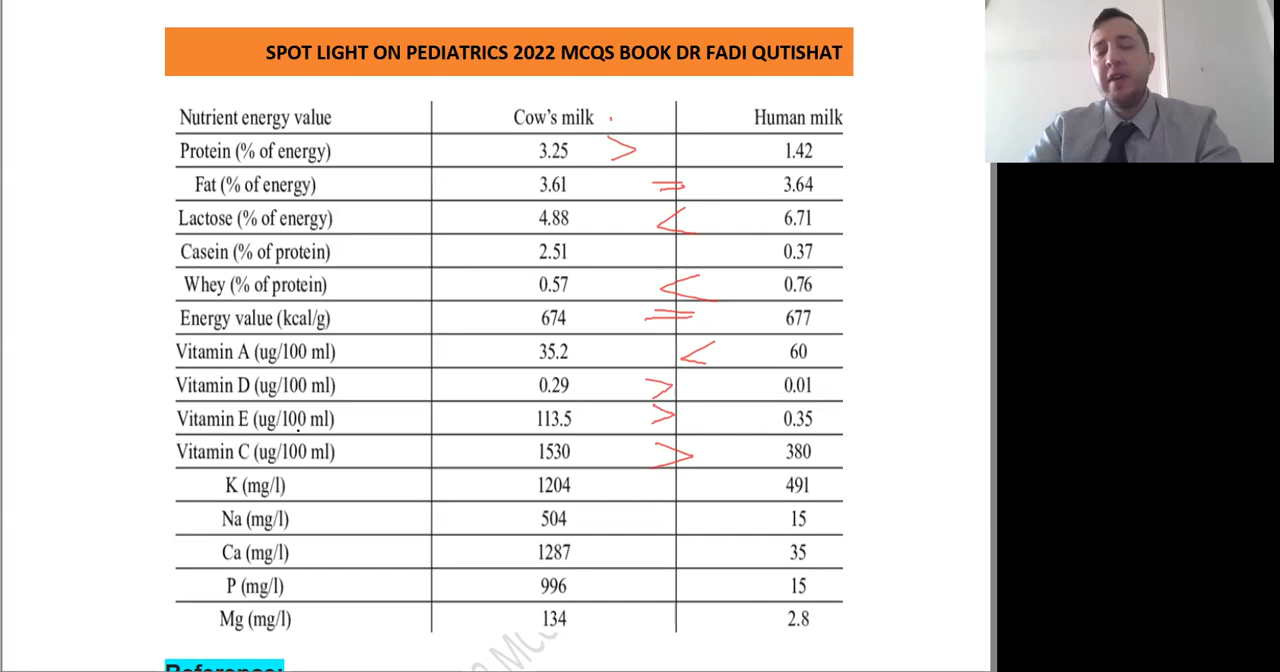 SPOT LIGHT ON PEDIATRICS 2022 MCQS BOOK DR FADI QUTISHAT
Nutrient energy value Cow's milk Human milk
Protein (% of energy) 3.25 > 1.42
Fat (% of energy) 3.61 = 3.64
Lactose (% of energy) 4.88 < 6.71
Casein (% of protein) 2.51 0.37
Whey (% of protein) 0.57 < 0.76
Energy value (kcal/g) 674 = 677
Vitamin A (ug/100 ml) 35.2 < 60
Vitamin D (ug/100 ml) 0.29 > 0.01
Vitamin E (ug/100 ml) 113.5 > 0.35
Vitamin C (ug/100 ml) 1530 > 380
K (mg/l) 1204 491
Na (mg/l) 504 15
Ca (mg/l) 1287 35
P (mg/l) 996 15
Mg (mg/l) 134 2.8
Reference: